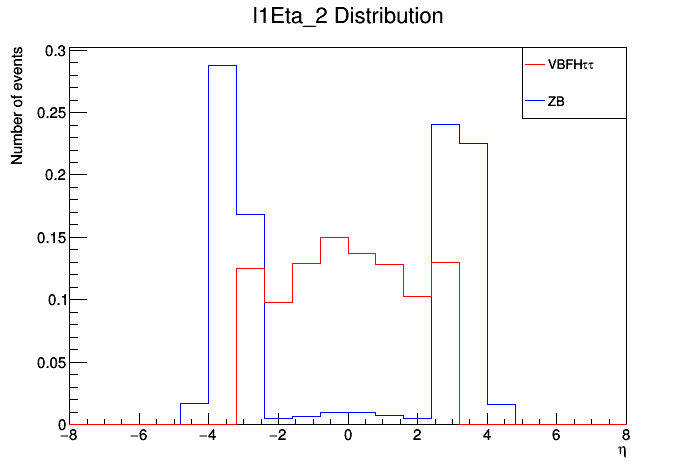 l1Eta_2 Distribution
Number of events
0.3
0.25
0.2
0.15
0.1
0.05
0
VBFHττ
ZB
−8 −6 −4 −2 0 2 4 6 8
η